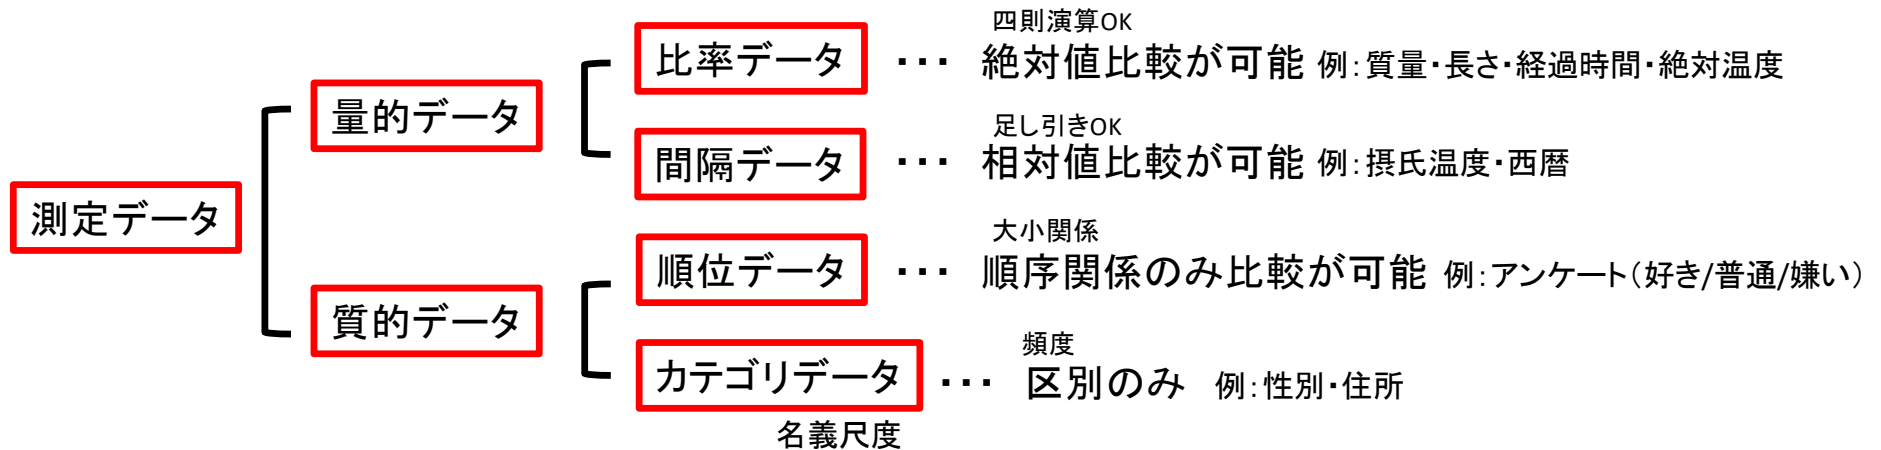 四則演算OK
比率データ ・・・ 絶対値比較が可能 例：質量・長さ・経過時間・絶対温度
量的データ
足し引きOK
間隔データ ・・・ 相対値比較が可能 例：摂氏温度・西暦
測定データ
大小関係
順位データ ・・・ 順序関係のみ比較が可能 例：アンケート（好き/普通/嫌い）
質的データ
頻度
カテゴリデータ ・・・ 区別のみ 例：性別・住所
名義尺度